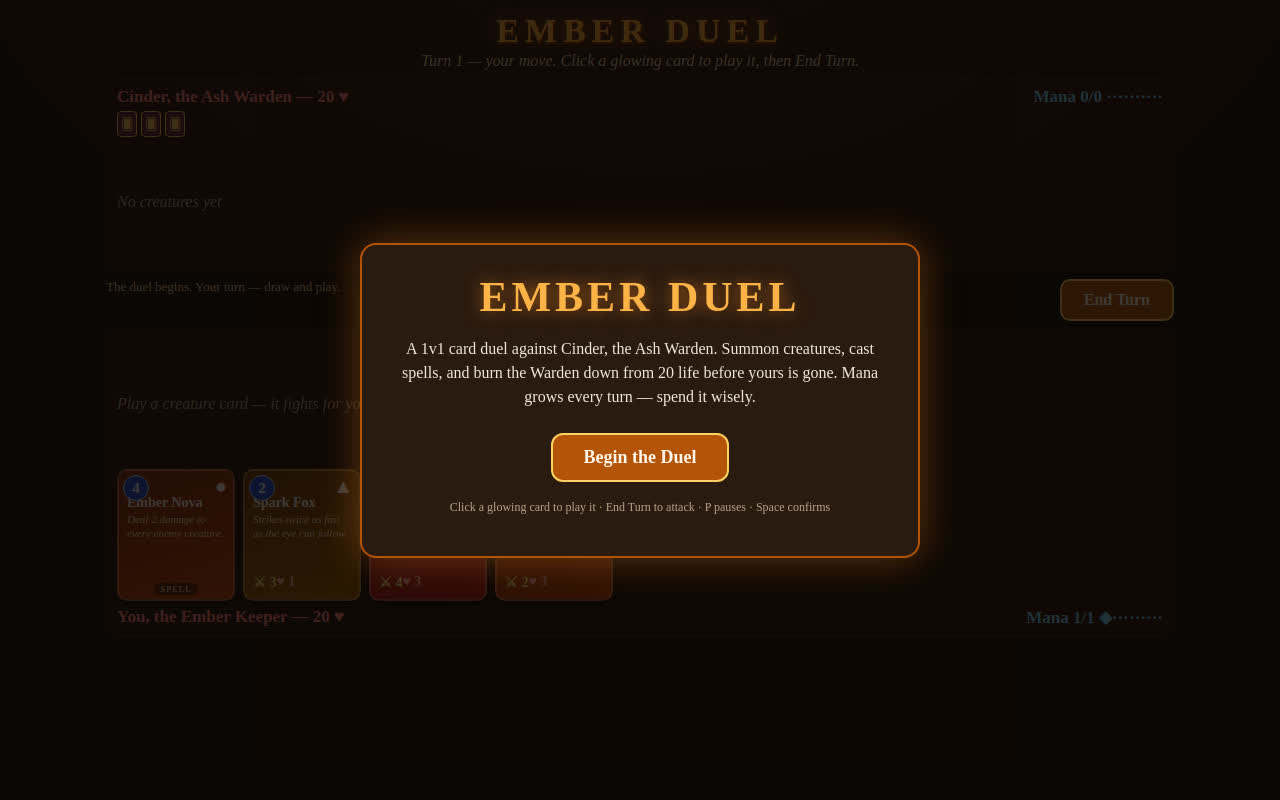 EMBER DUEL
Turn 1 — your move. Click a glowing card to play it, then End Turn.
Cinder, the Ash Warden — 20 ♥
Mana 0/0 ··········
No creatures yet
The duel begins. Your turn — draw and play.
End Turn
EMBER DUEL
A 1v1 card duel against Cinder, the Ash Warden. Summon creatures, cast
spells, and burn the Warden down from 20 life before yours is gone. Mana
grows every turn — spend it wisely.
Begin the Duel
Click a glowing card to play it · End Turn to attack · P pauses · Space confirms
Play a creature card — it fights for yo
4
Ember Nova
Deal 2 damage to
every enemy creature.
SPELL
2
Spark Fox
Strikes twice as fast
as the eye can follow.
⚔ 3♥ 1
⚔ 4♥ 3
⚔ 2♥ 3
You, the Ember Keeper — 20 ♥
Mana 1/1 ◆·········